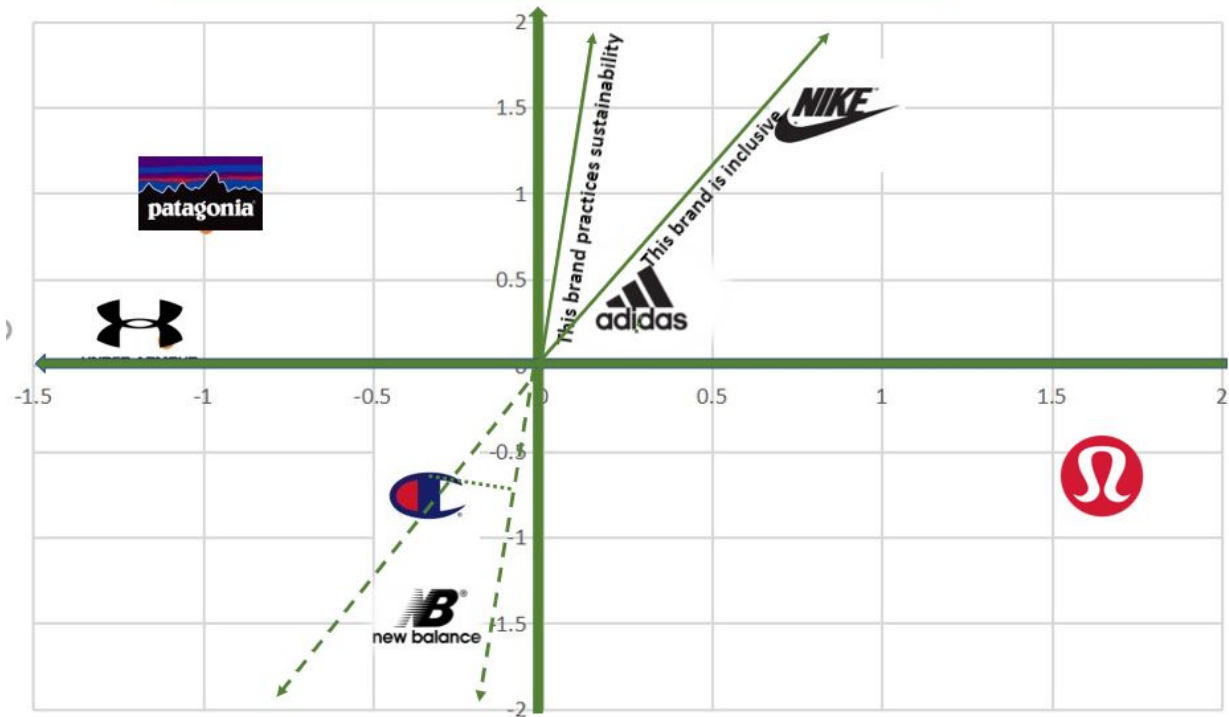 2
This brand practices sustainability
1.5
NIKE
This brand is inclusive
patagonia
1
0.5
adidas
0
-1.5
-1
-0.5
0
0.5
1
1.5
2
-0.5
-1
-1.5
new balance
-2